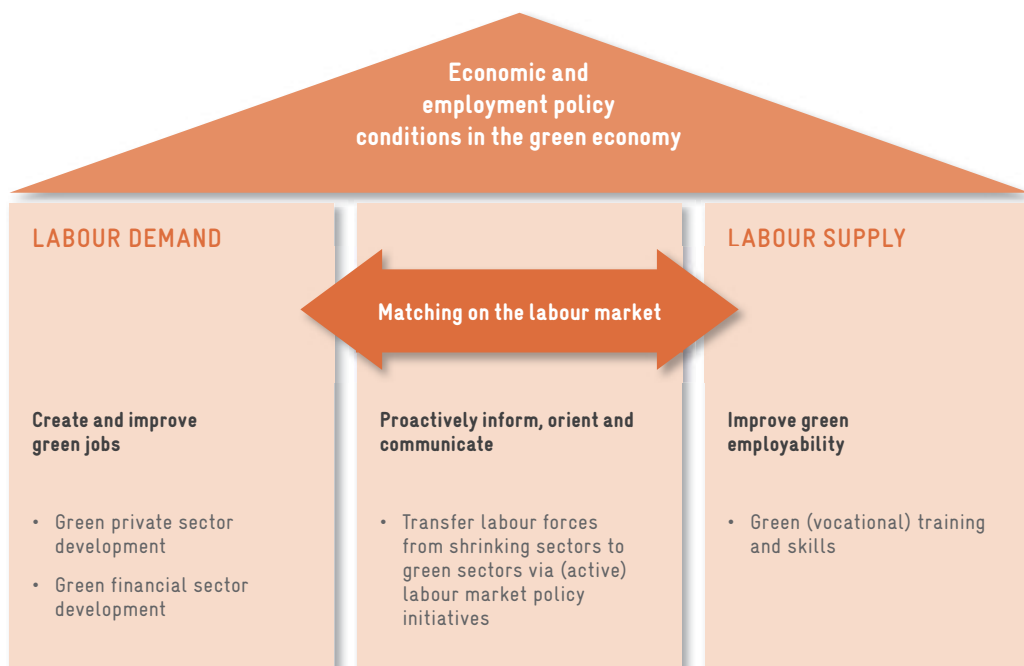 Economic and
employment policy
conditions in the green economy
LABOUR DEMAND
LABOUR SUPPLY
Matching on the labour market
Create and improve
green jobs
Proactively inform, orient and
communicate
Improve green
employability
• Green private sector
development
• Green financial sector
development
• Transfer labour forces
from shrinking sectors to
green sectors via (active)
labour market policy
initiatives
• Green (vocational) training
and skills